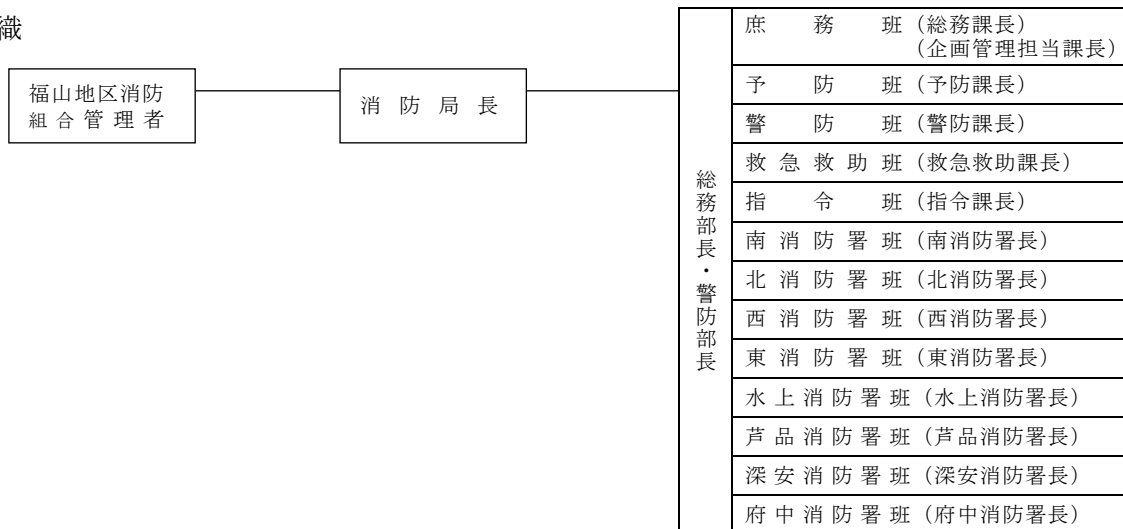 織
福山地区消防
組合管理者
消防局長
総務部長・警防部長
庶務班（総務課長）
（企画管理担当課長）
予防班（予防課長）
警防班（警防課長）
救急救助班（救急救助課長）
指令班（指令課長）
南消防署班（南消防署長）
北消防署班（北消防署長）
西消防署班（西消防署長）
東消防署班（東消防署長）
水上消防署班（水上消防署長）
芦品消防署班（芦品消防署長）
深安消防署班（深安消防署長）
府中消防署班（府中消防署長）